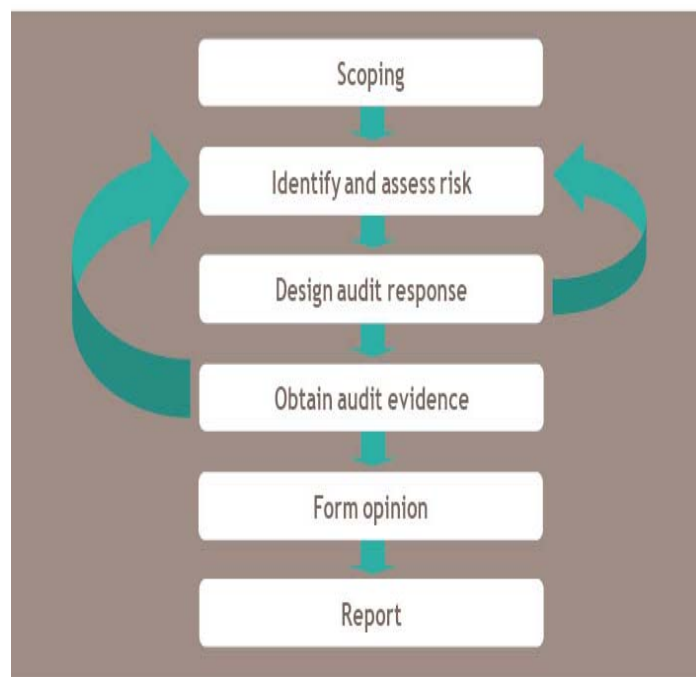 Scoping
Identify and assess risk
Design audit response
Obtain audit evidence
Form opinion
Report